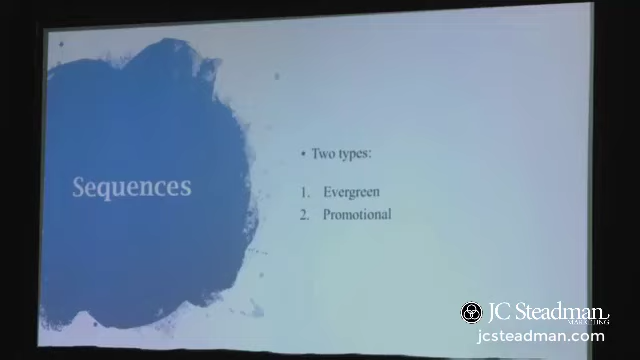 Sequences
• Two types:
1. Evergreen
2. Promotional
JC Steadman
MARKETING
jcsteadman.com